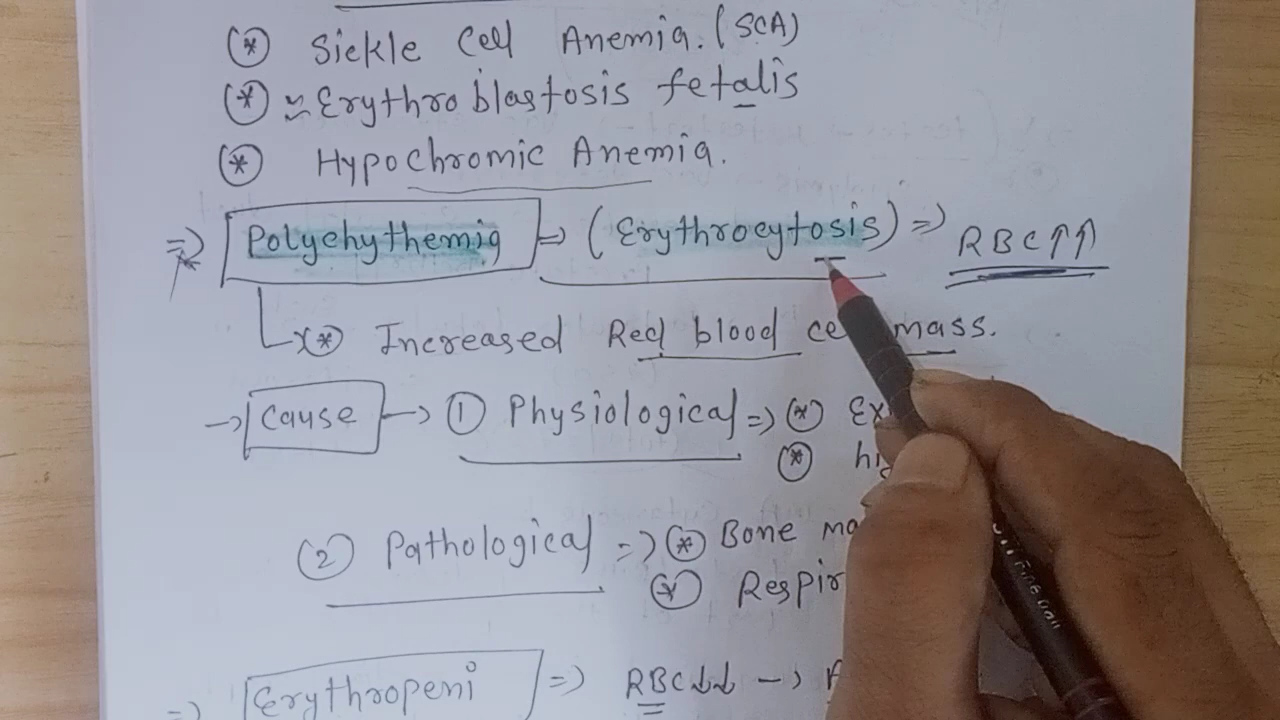 * Sickle Cell Anemia. (SCA)
* Erythroblastosis fetalis
* Hypochromic Anemia.
=> Polychythemia => (Erythrocytosis) => RBC↑↑
* Increased Red blood ce mass.
→ Cause → 1 Physiological => * Ex
* hi
2 Pathological => * Bone ma
* Respir
=> Erythropeni => RBC↓↓ →